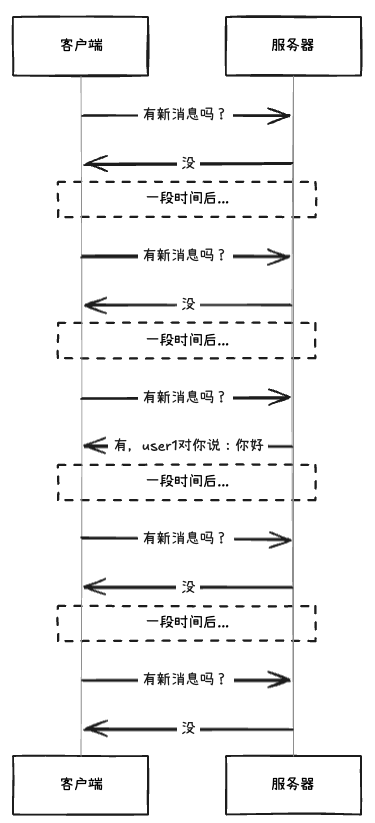 客户端 服务器
有新消息吗？
没
一段时间后...
有新消息吗？
没
一段时间后...
有新消息吗？
有，user1对你说：你好
一段时间后...
有新消息吗？
没
一段时间后...
有新消息吗？
没
客户端 服务器